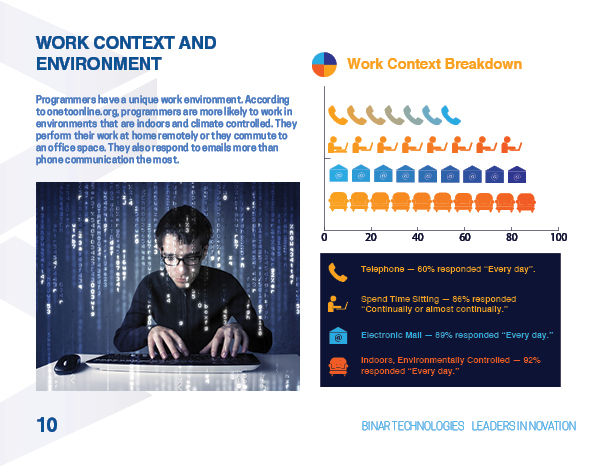 WORK CONTEXT AND
ENVIRONMENT
Programmers have a unique work environment. According
to onetoonline.org, programmers are more likely to work in
environments that are indoors and climate controlled. They
perform their work at home remotely or they commute to
an office space. They also respond to emails more than
phone communication the most.
Work Context Breakdown
0 20 40 60 80 100
Telephone — 60% responded “Every day”.
Spend Time Sitting — 86% responded
“Continually or almost continually.”
Electronic Mail — 89% responded “Every day.”
Indoors, Environmentally Controlled — 92%
responded “Every day.”
10
BINAR TECHNOLOGIES LEADERS IN NOVATION